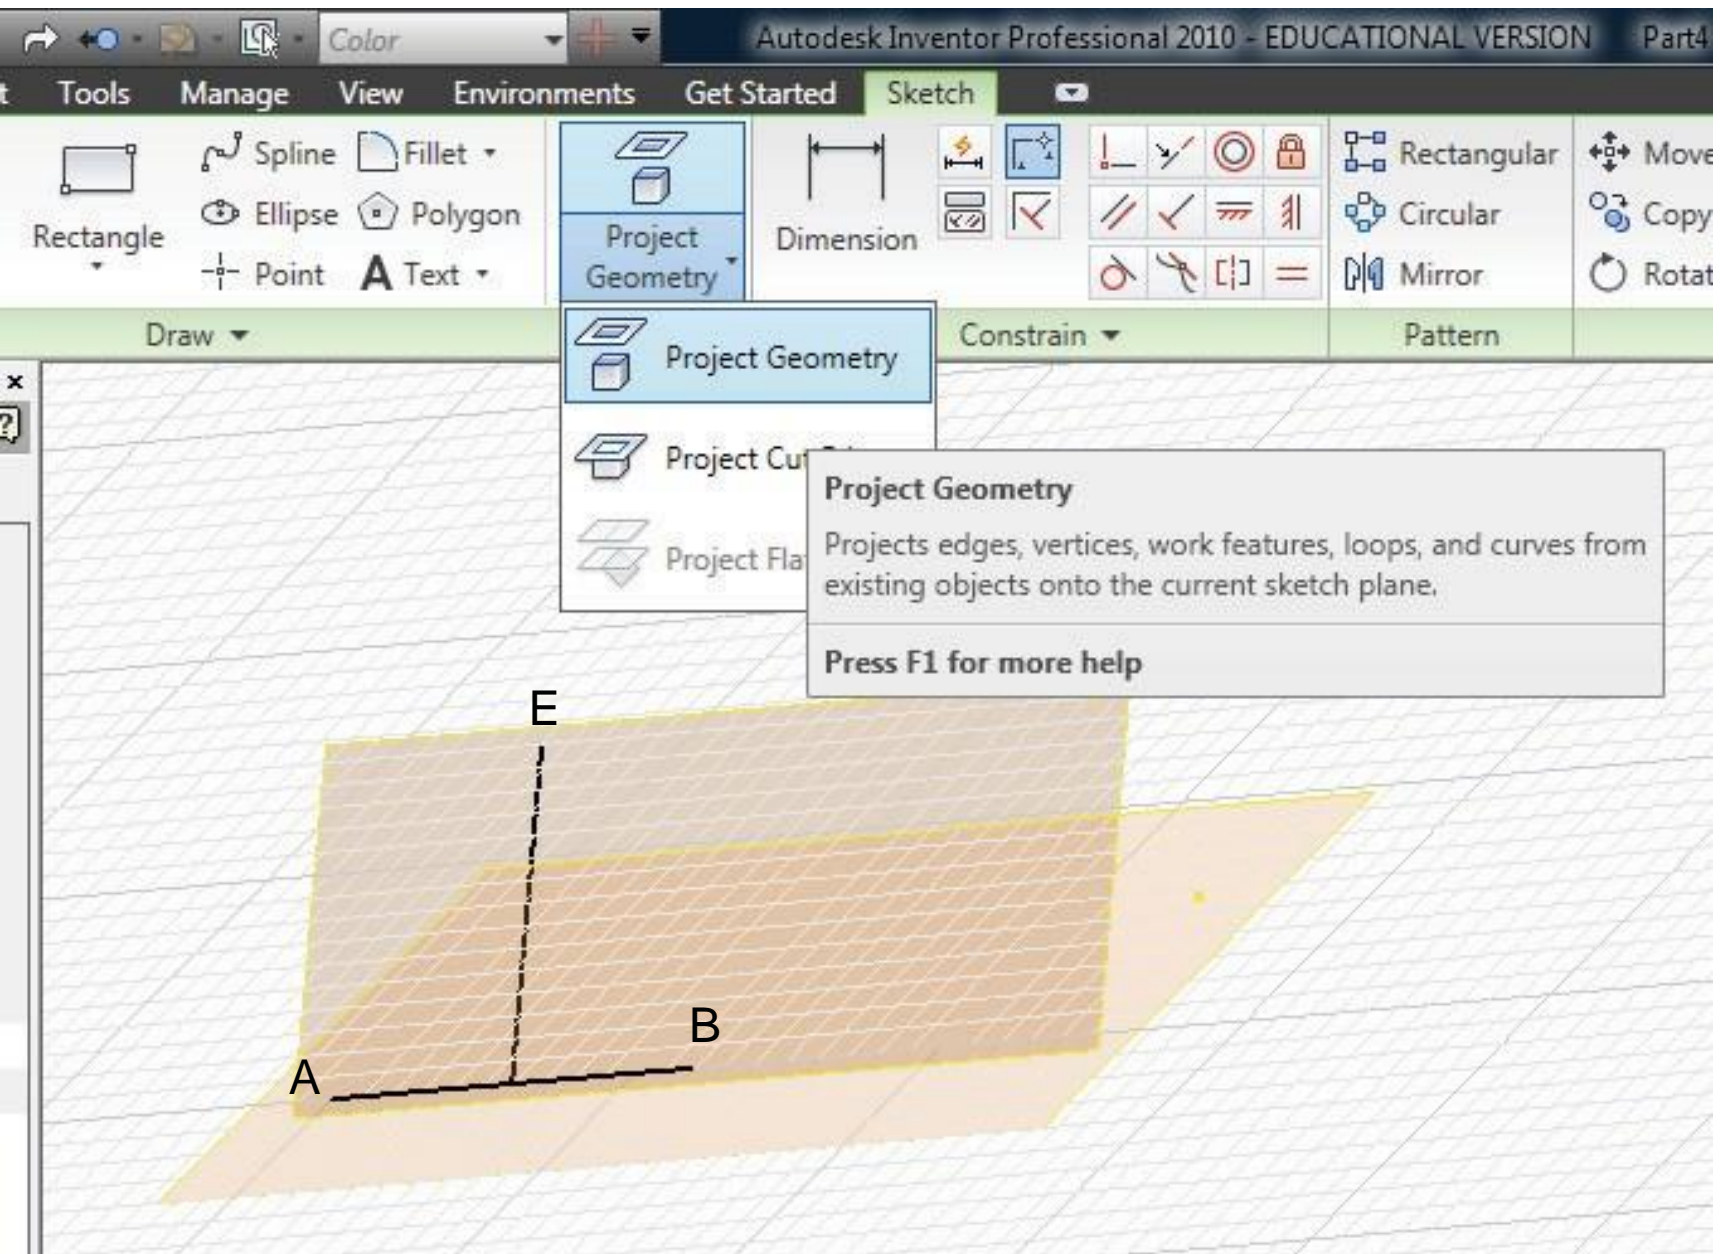 Color
Autodesk Inventor Professional 2010 - EDUCATIONAL VERSION Part4
t Tools Manage View Environments Get Started Sketch
Rectangle
Spline
Fillet
Ellipse
Polygon
Point
A Text
Project
Geometry
Dimension
Rectangular
Circular
Mirror
Move
Copy
Rotat
Draw
Constrain
Pattern
Project Geometry
Project Cut
Project Fla
Project Geometry
Projects edges, vertices, work features, loops, and curves from
existing objects onto the current sketch plane.
Press F1 for more help
E
B
A